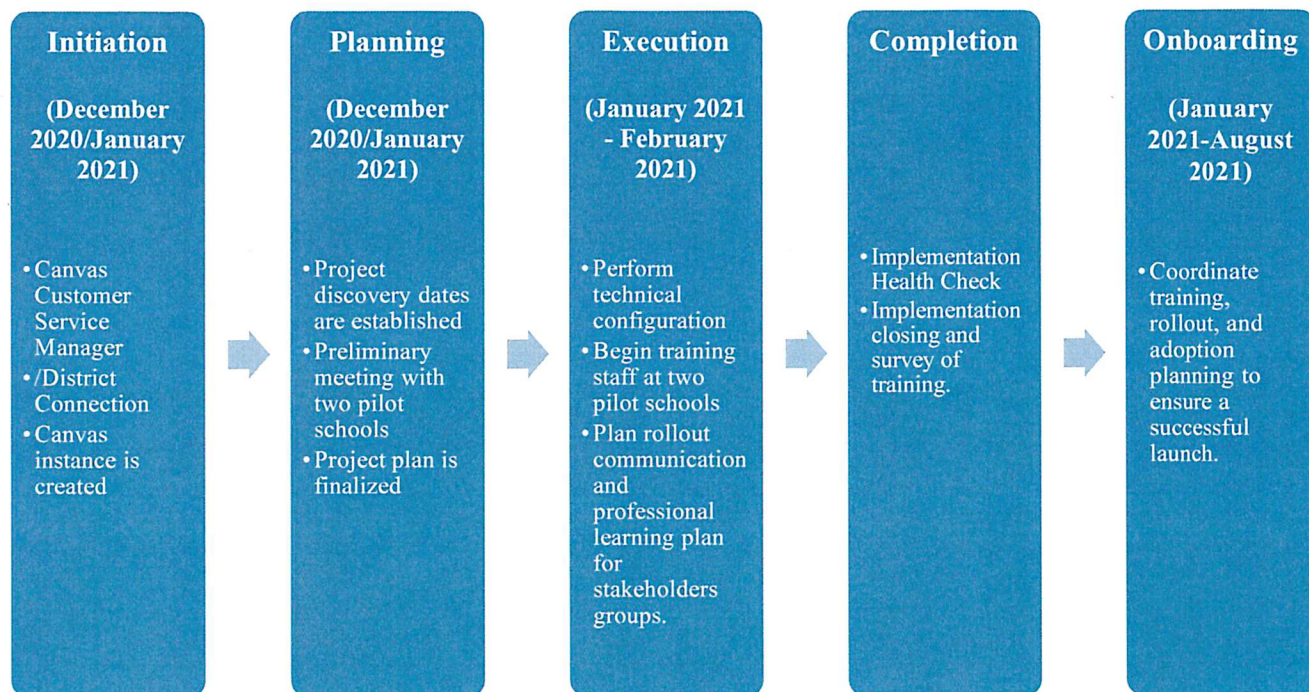 Initiation
(December
2020/January
2021)
• Canvas
Customer
Service
Manager
• /District
Connection
• Canvas
instance is
created
Planning
(December
2020/January
2021)
• Project
discovery dates
are established
• Preliminary
meeting with
two pilot
schools
• Project plan is
finalized
Execution
(January 2021
- February
2021)
• Perform
technical
configuration
• Begin training
staff at two
pilot schools
• Plan rollout
communication
and
professional
learning plan
for
stakeholders
groups.
Completion
• Implementation
Health Check
• Implementation
closing and
survey of
training.
Onboarding
(January
2021-August
2021)
• Coordinate
training,
rollout, and
adoption
planning to
ensure a
successful
launch.